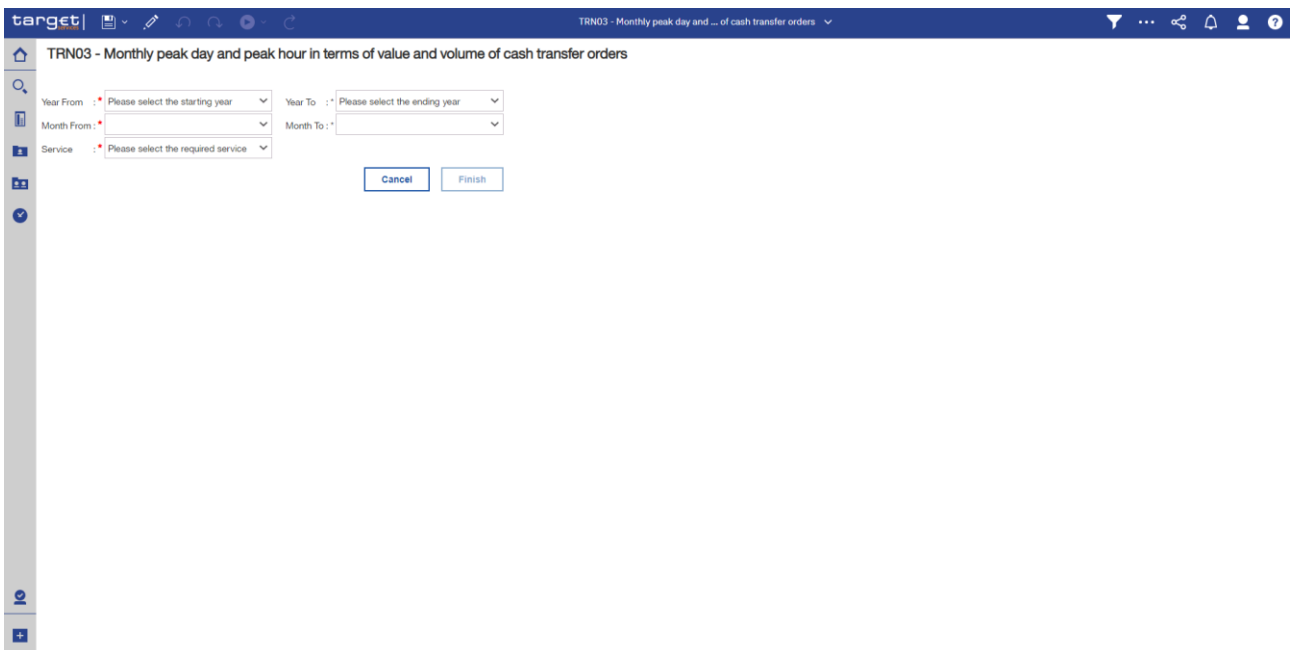 target|
services
TRN03 - Monthly peak day and ... of cash transfer orders
TRN03 - Monthly peak day and peak hour in terms of value and volume of cash transfer orders
Year From :* Please select the starting year Year To :* Please select the ending year
Month From :* Month To :*
Service :* Please select the required service
Cancel Finish